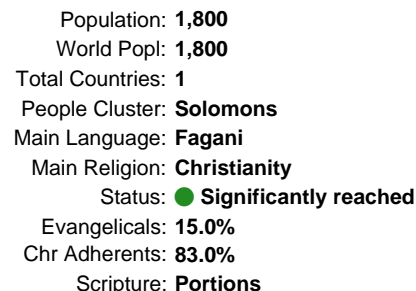 Population: 1,800
World Popl: 1,800
Total Countries: 1
People Cluster: Solomons
Main Language: Fagani
Main Religion: Christianity
Status: Significantly reached
Evangelicals: 15.0%
Chr Adherents: 83.0%
Scripture: Portions